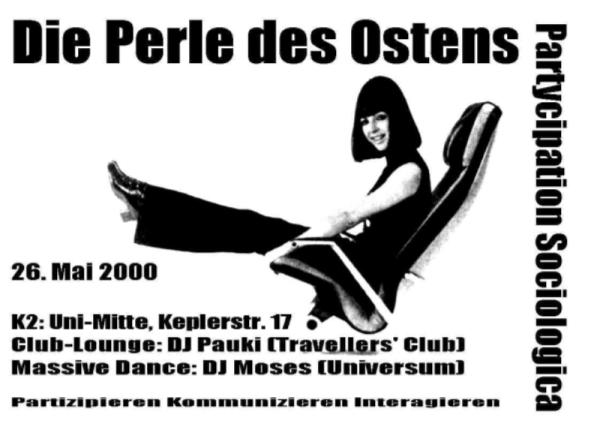 Die Perle des Ostens
Partycipation Sociologica
26. Mai 2000
K2: Uni-Mitte, Keplerstr. 17
Club-Lounge: DJ Pauki (Travellers' Club)
Massive Dance: DJ Moses (Universum)
Partizipieren Kommunizieren Interagieren